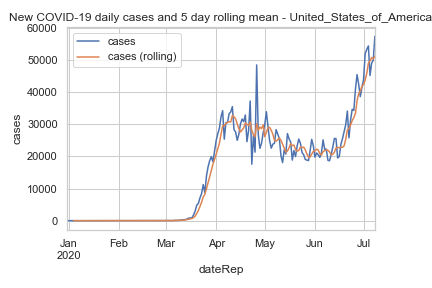 New COVID-19 daily cases and 5 day rolling mean - United_States_of_America
60000
50000
40000
30000
20000
10000
0
cases
cases
cases (rolling)
Jan
2020
Feb
Mar
Apr
May
Jun
Jul
dateRep